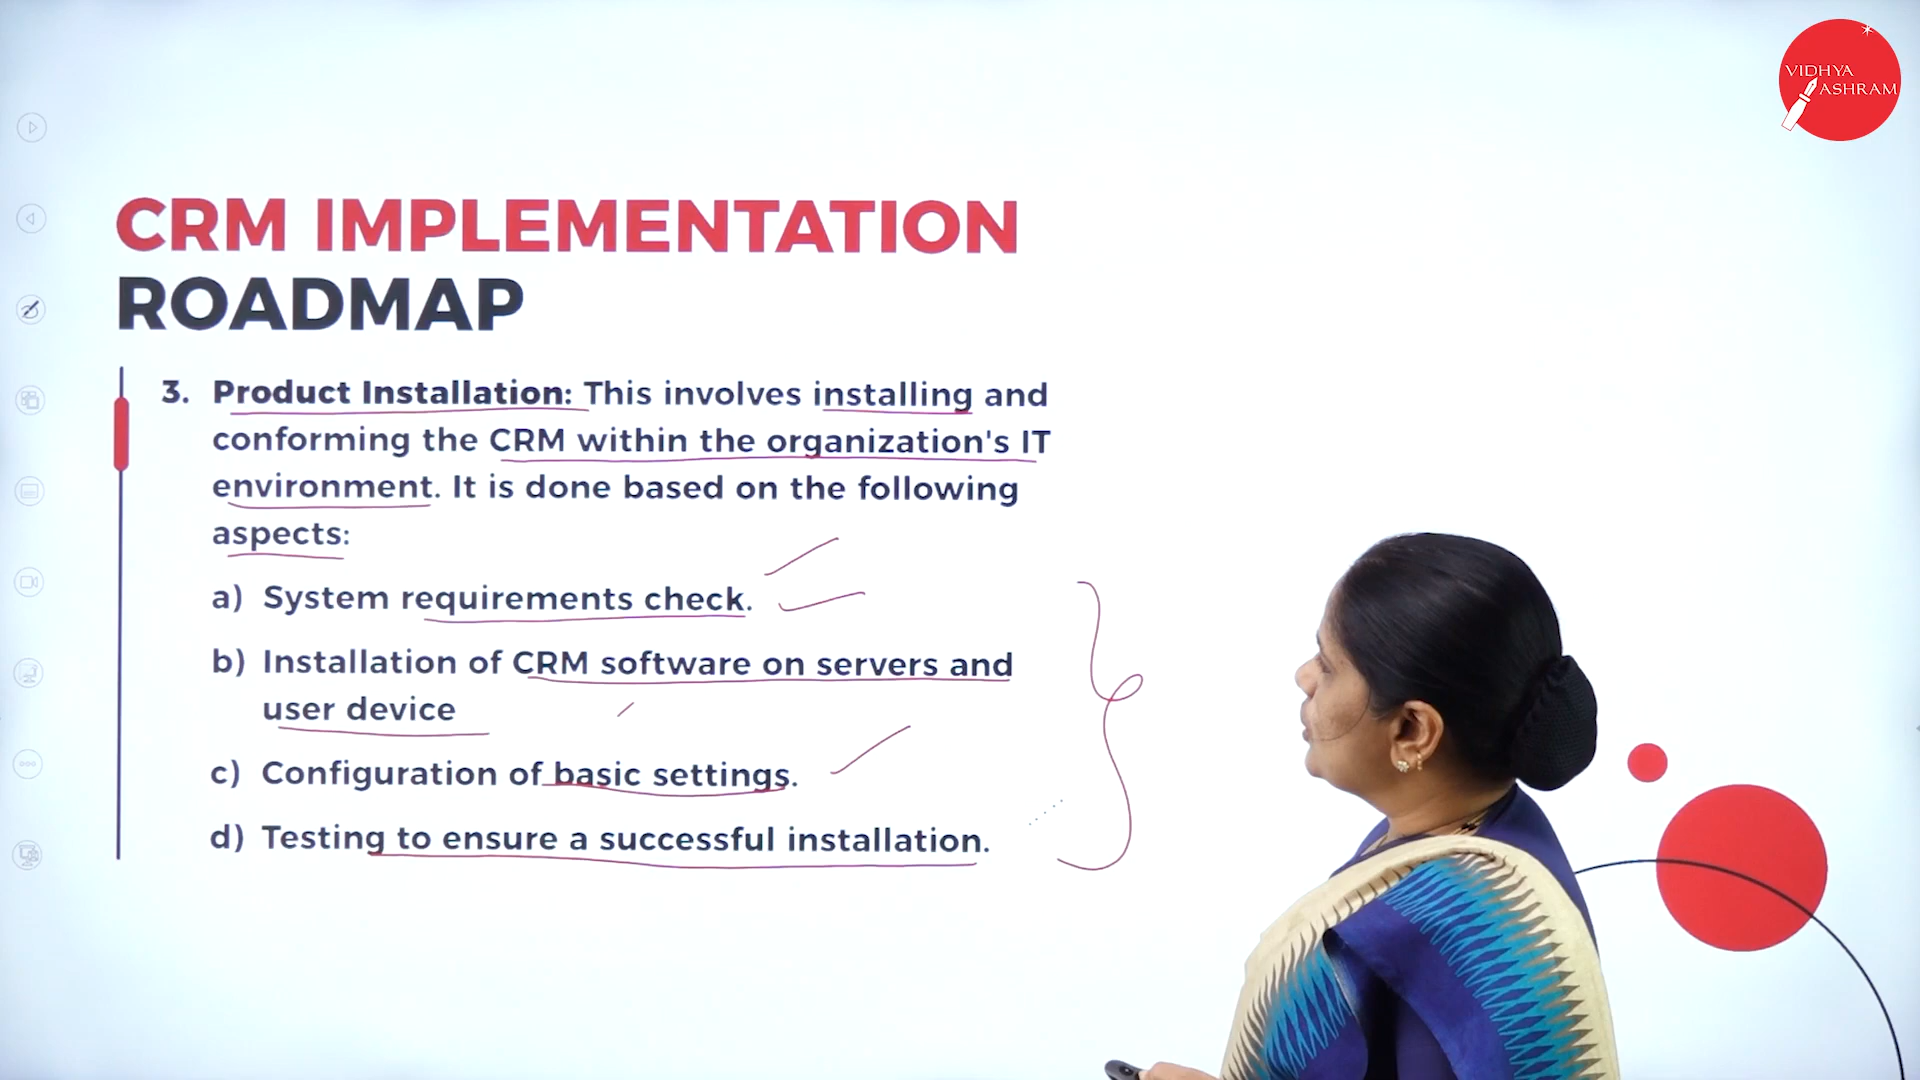 VIDHYA
ASHRAM
CRM IMPLEMENTATION
ROADMAP
3. Product Installation: This involves installing and
conforming the CRM within the organization's IT
environment. It is done based on the following
aspects:
a) System requirements check.
b) Installation of CRM software on servers and
user device
c) Configuration of basic settings.
d) Testing to ensure a successful installation.